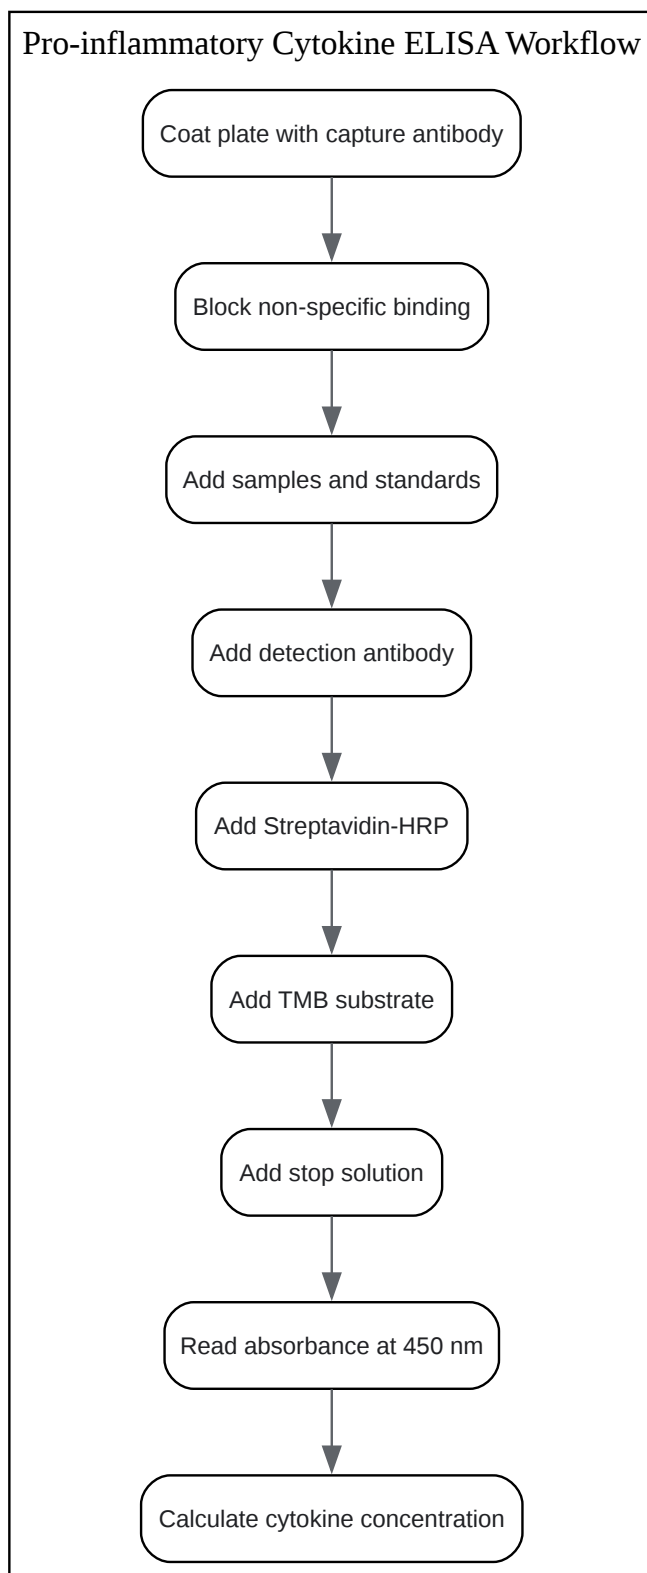 Pro-inflammatory Cytokine ELISA Workflow
Coat plate with capture antibody
Block non-specific binding
Add samples and standards
Add detection antibody
Add Streptavidin-HRP
Add TMB substrate
Add stop solution
Read absorbance at 450 nm
Calculate cytokine concentration